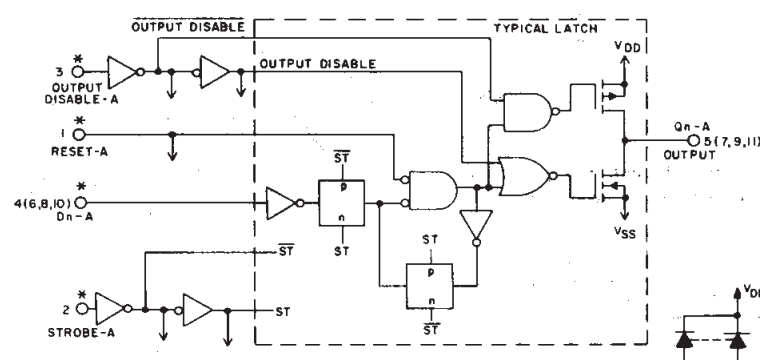 OUTPUT DISABLE
TYPICAL LATCH
VDD
*
3
OUTPUT DISABLE
OUTPUT
DISABLE-A
*
1
RESET-A
Qn-A
5(7,9,11)
OUTPUT
ST
p
n
ST
4(6,8,10)
*
Dn-A
VSS
ST
ST
p
n
ST
*
2
ST
STROBE-A
VD